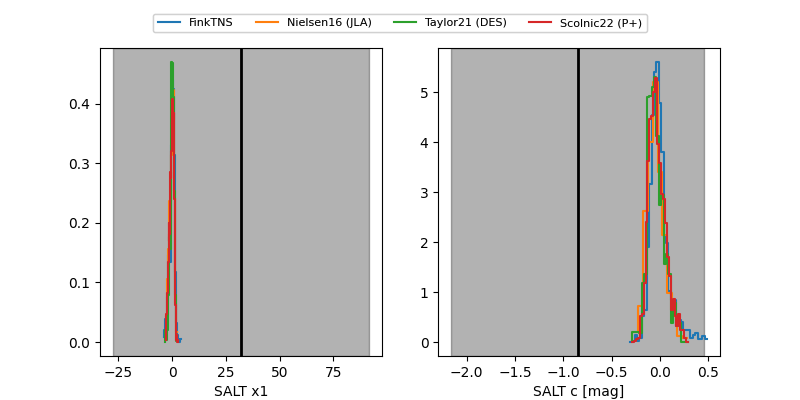 FinkTNS Nielsen16 (JLA) Taylor21 (DES) Scolnic22 (P+)
0.4
0.3
0.2
0.1
0.0
−25 0 25 50 75
SALT x1
5
4
3
2
1
0
−2.0 −1.5 −1.0 −0.5 0.0 0.5
SALT c [mag]